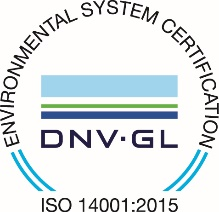 ENVIRONMENTAL SYSTEM CERTIFICATION
DNV·GL
ISO 14001:2015